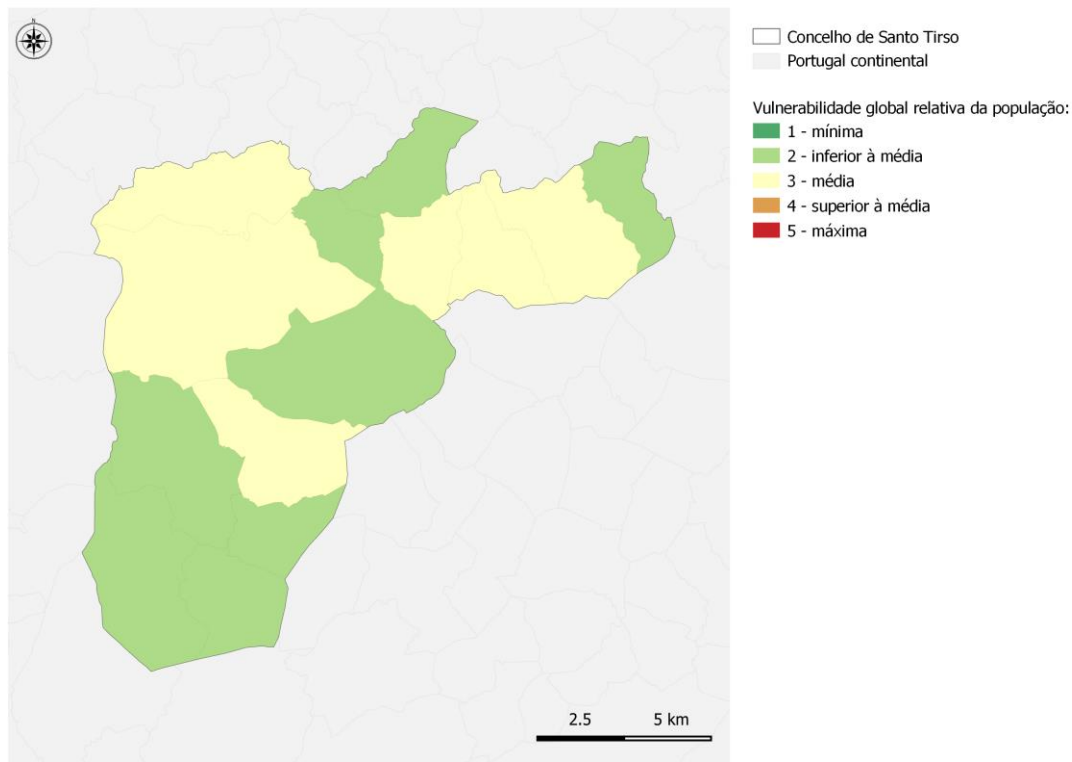 N
Concelho de Santo Tirso
Portugal continental
Vulnerabilidade global relativa da população:
1 - mínima
2 - inferior à média
3 - média
4 - superior à média
5 - máxima
2.5 5 km